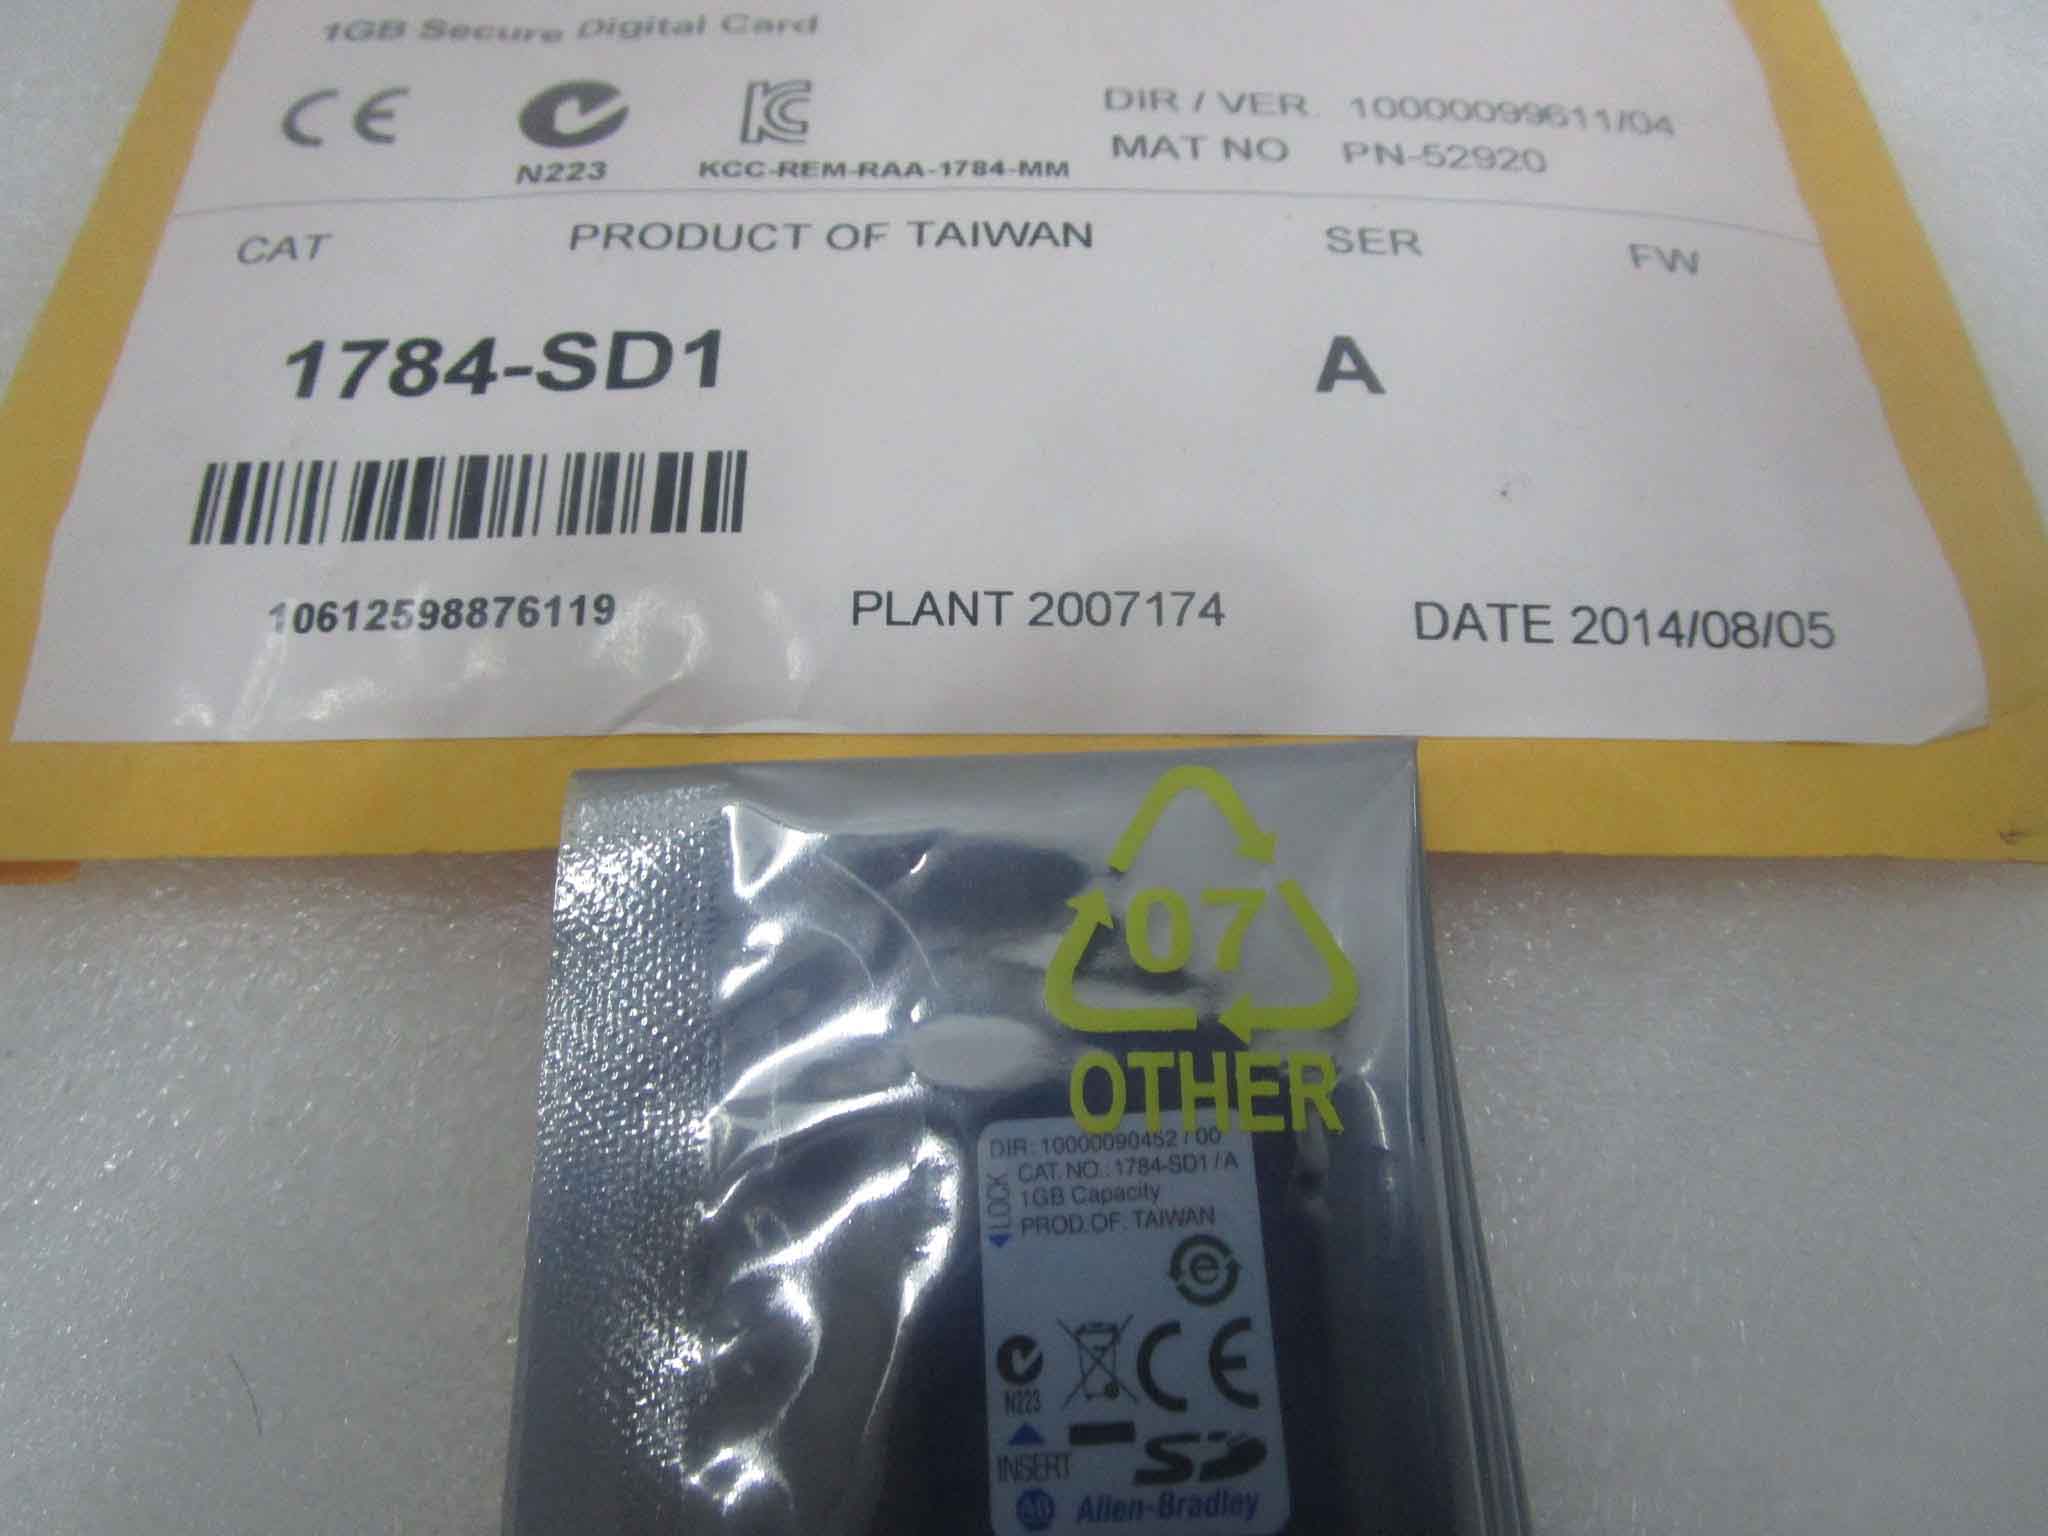 1GB Secure Digital Card
CE
N223
KCC-REM-RAA-1784-MM
DIR / VER. 10000099611/04
MAT NO PN-52920
CAT PRODUCT OF TAIWAN SER FW
1784-SD1 A
10612598876119 PLANT 2007174 DATE 2014/08/05
07
OTHER
DIR: 10000090452 / 00
CAT. NO.: 1784-SD1 / A
1GB Capacity
PROD. OF: TAIWAN
LOCK
e
CE
N223
INSERT
SD
AB Allen-Bradley